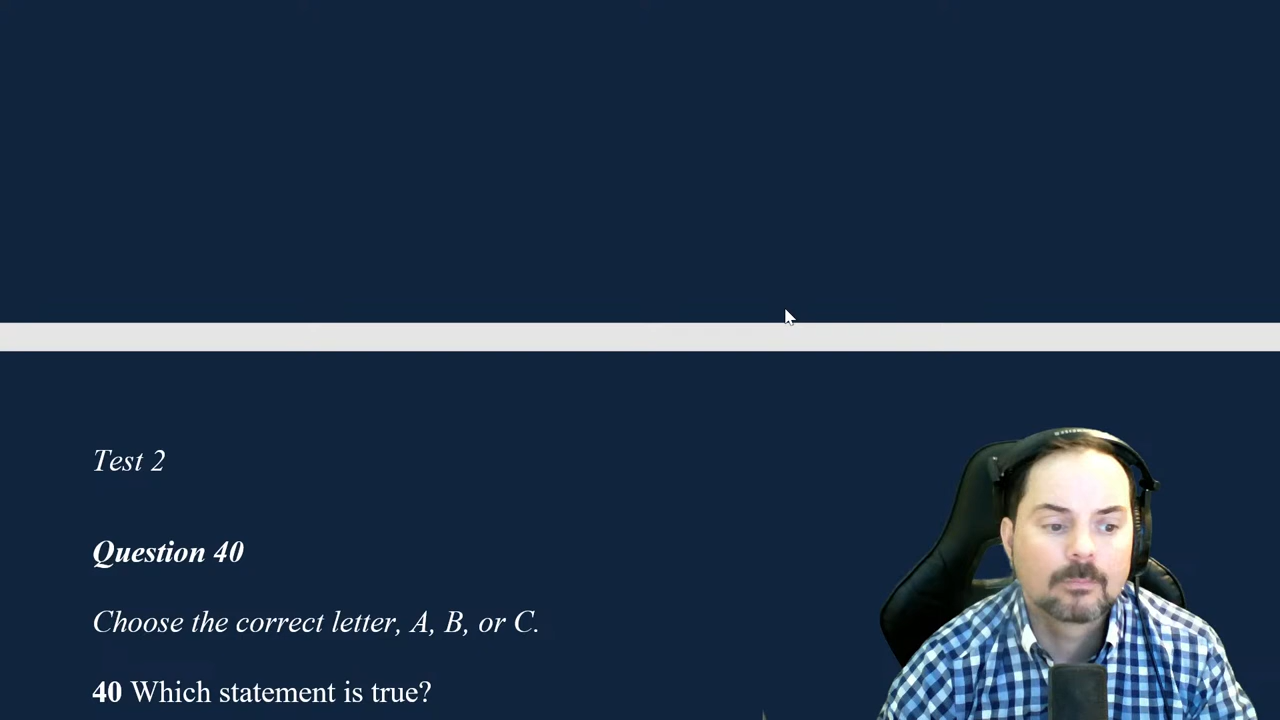 Test 2
Question 40
Choose the correct letter, A, B, or C.
40 Which statement is true?